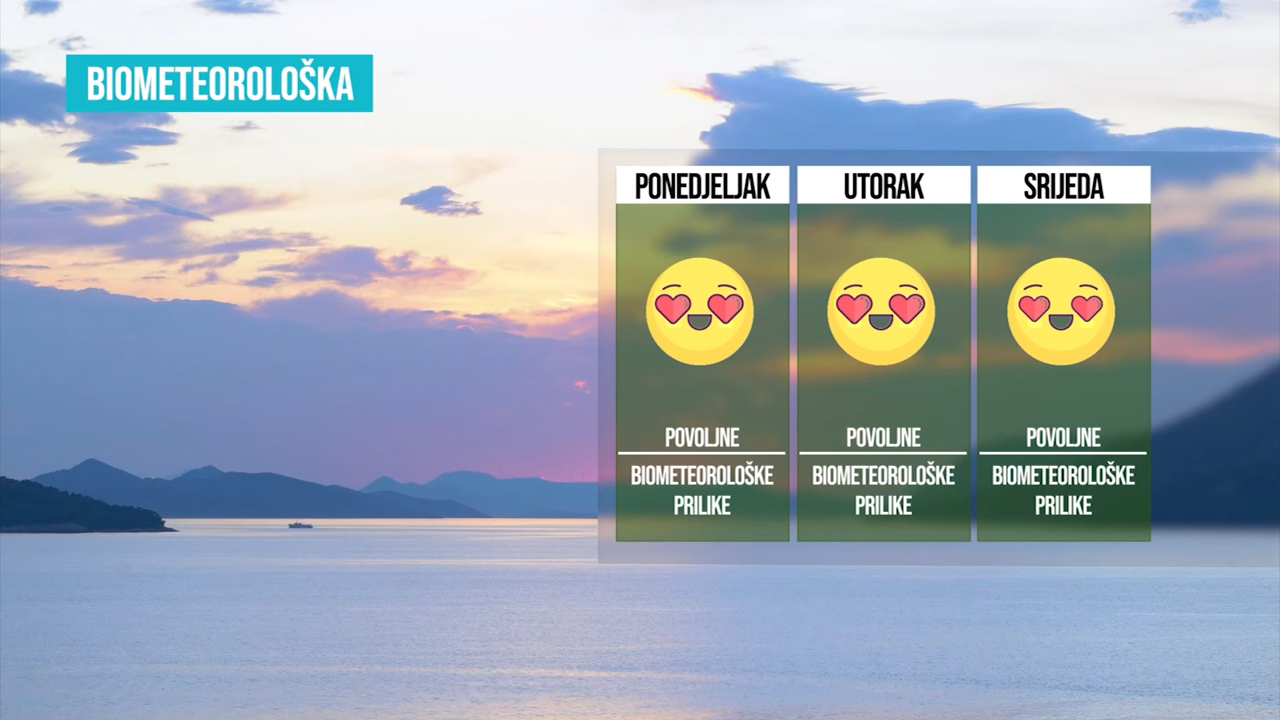 BIOMETEOROLOŠKA
PONEDJELJAK
POVOLJNE
BIOMETEOROLOŠKE
PRILIKE
UTORAK
POVOLJNE
BIOMETEOROLOŠKE
PRILIKE
SRIJEDA
POVOLJNE
BIOMETEOROLOŠKE
PRILIKE